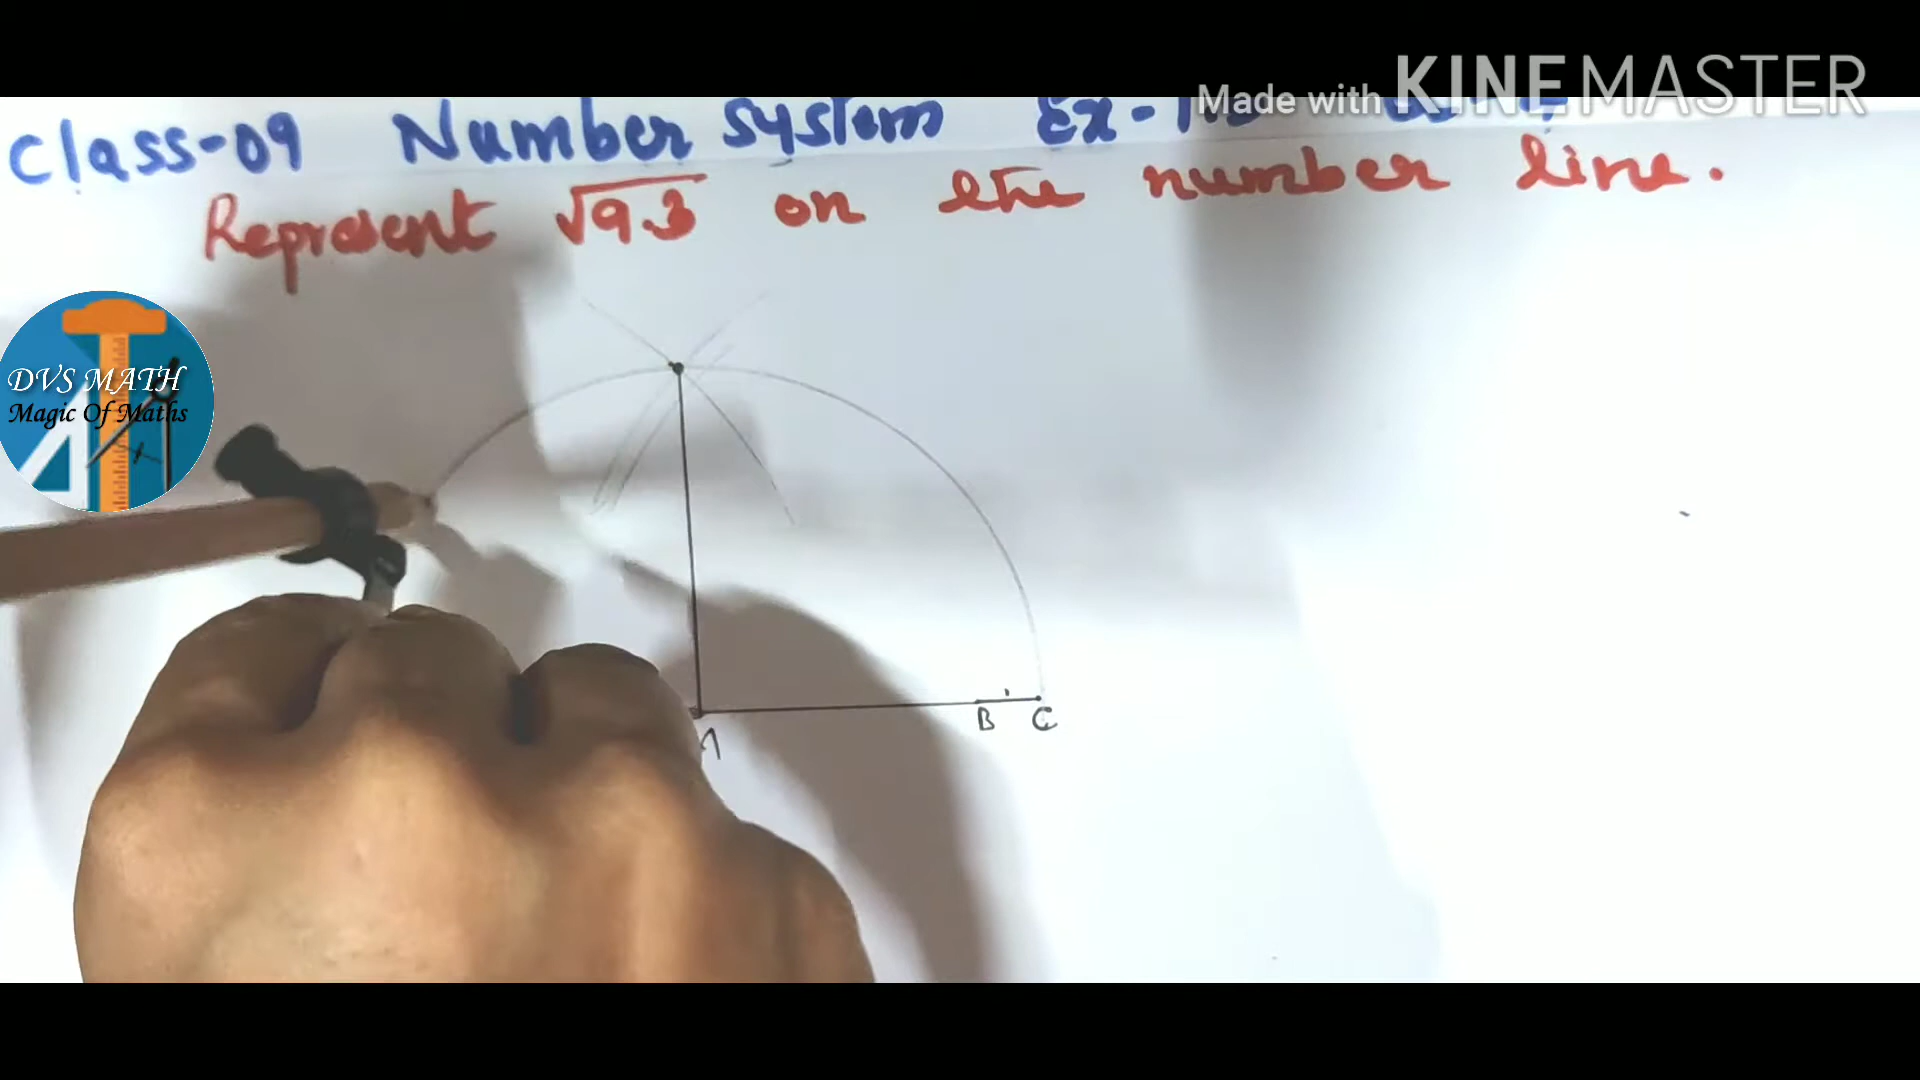 Made with KINEMASTER
Class-09 Number system Ex-
Represent √9.3 on the number line.
DVS MATH
Magic Of Maths
A
B C